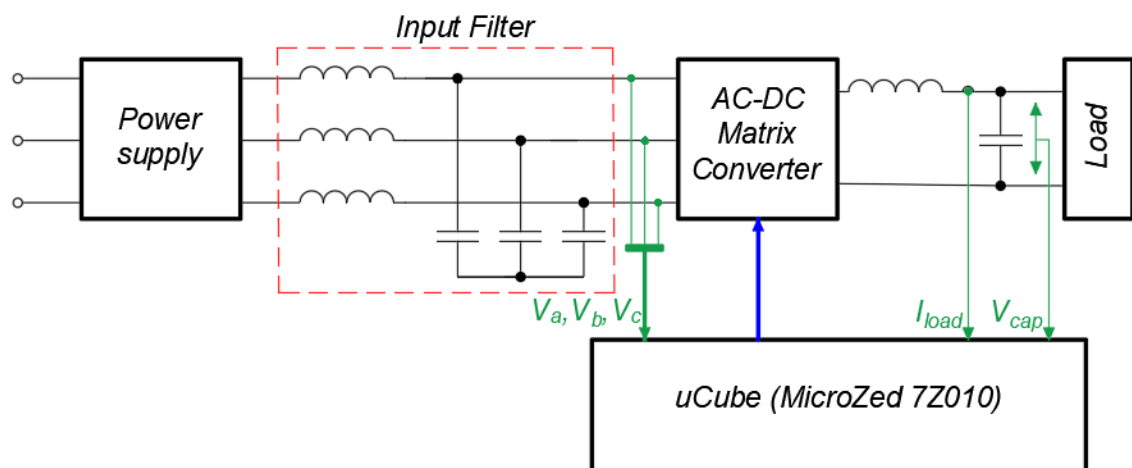 Input Filter
Power
supply
AC-DC
Matrix
Converter
Load
Va, Vb, Vc
Iload
Vcap
uCube (MicroZed 7Z010)